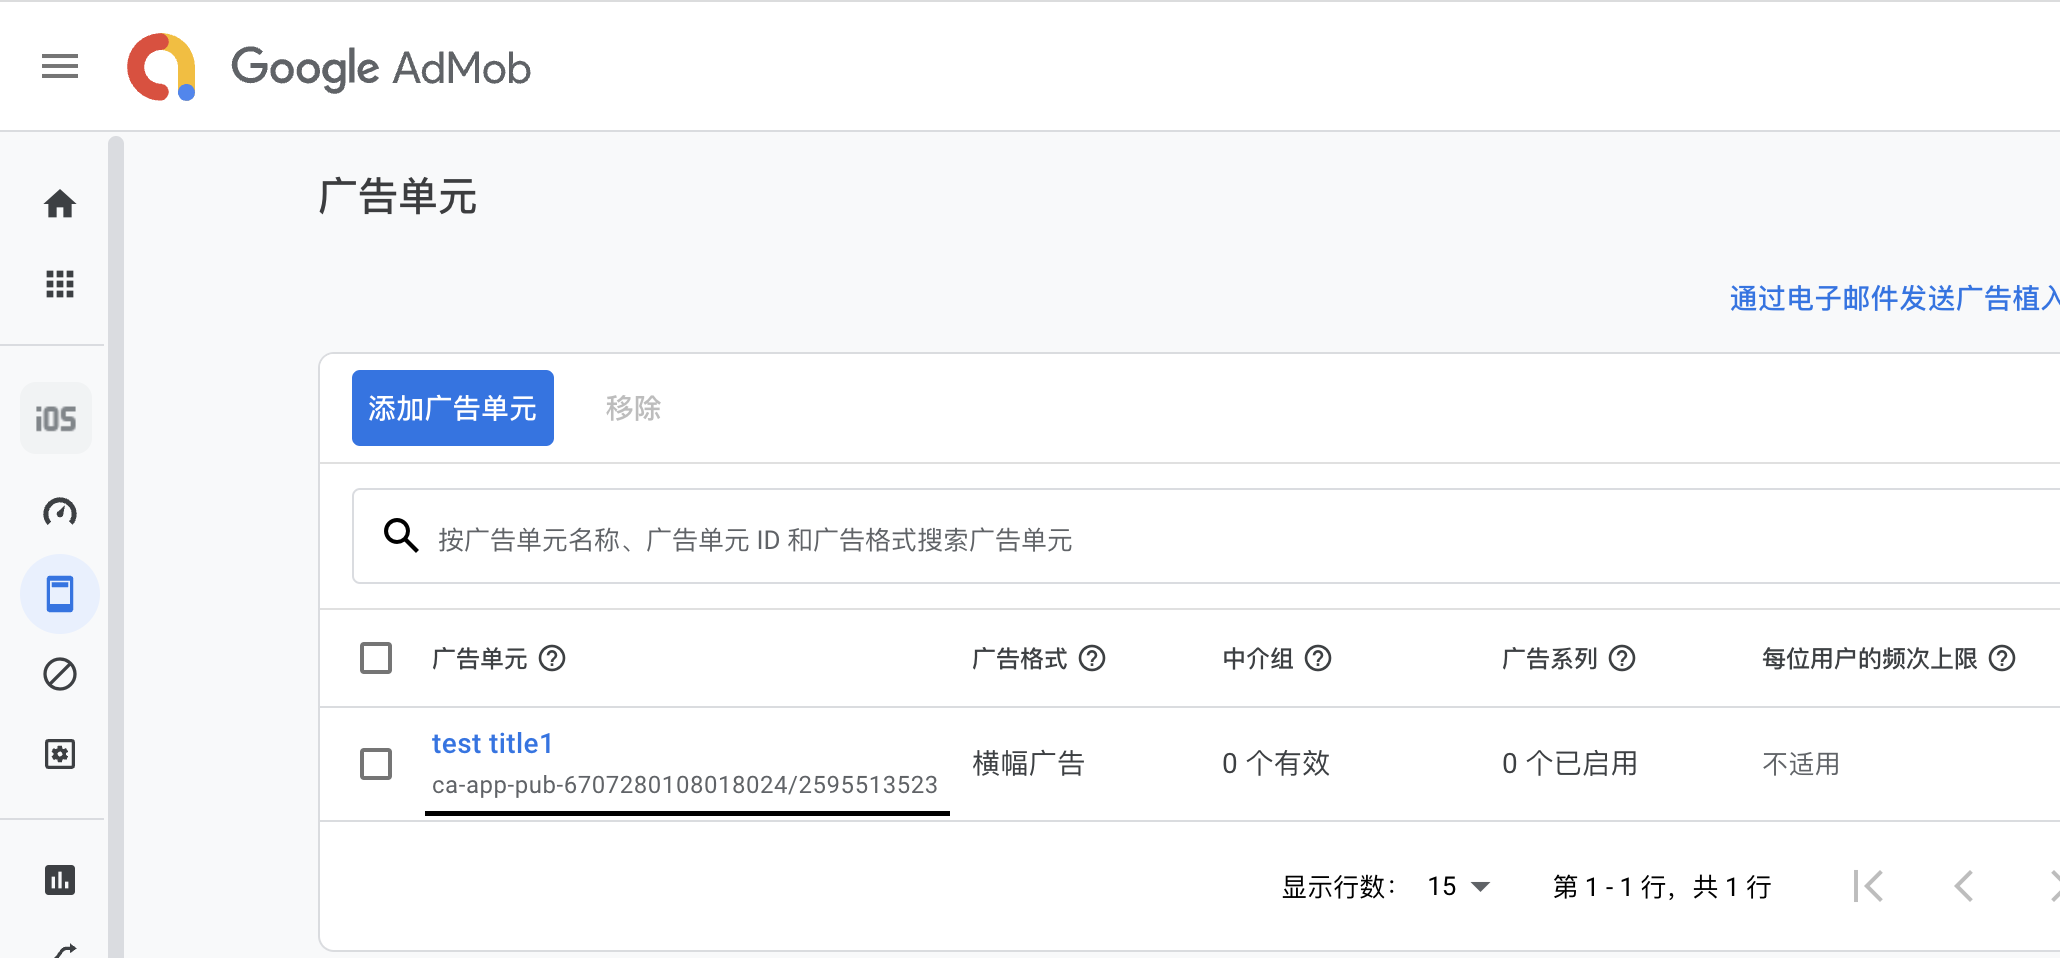 Google AdMob
广告单元
通过电子邮件发送广告植入
iOS
添加广告单元 移除
按广告单元名称、广告单元 ID 和广告格式搜索广告单元
广告单元 广告格式 中介组 广告系列 每位用户的频次上限
test title1
ca-app-pub-6707280108018024/2595513523 横幅广告 0 个有效 0 个已启用 不适用
显示行数： 15 第 1 - 1 行，共 1 行